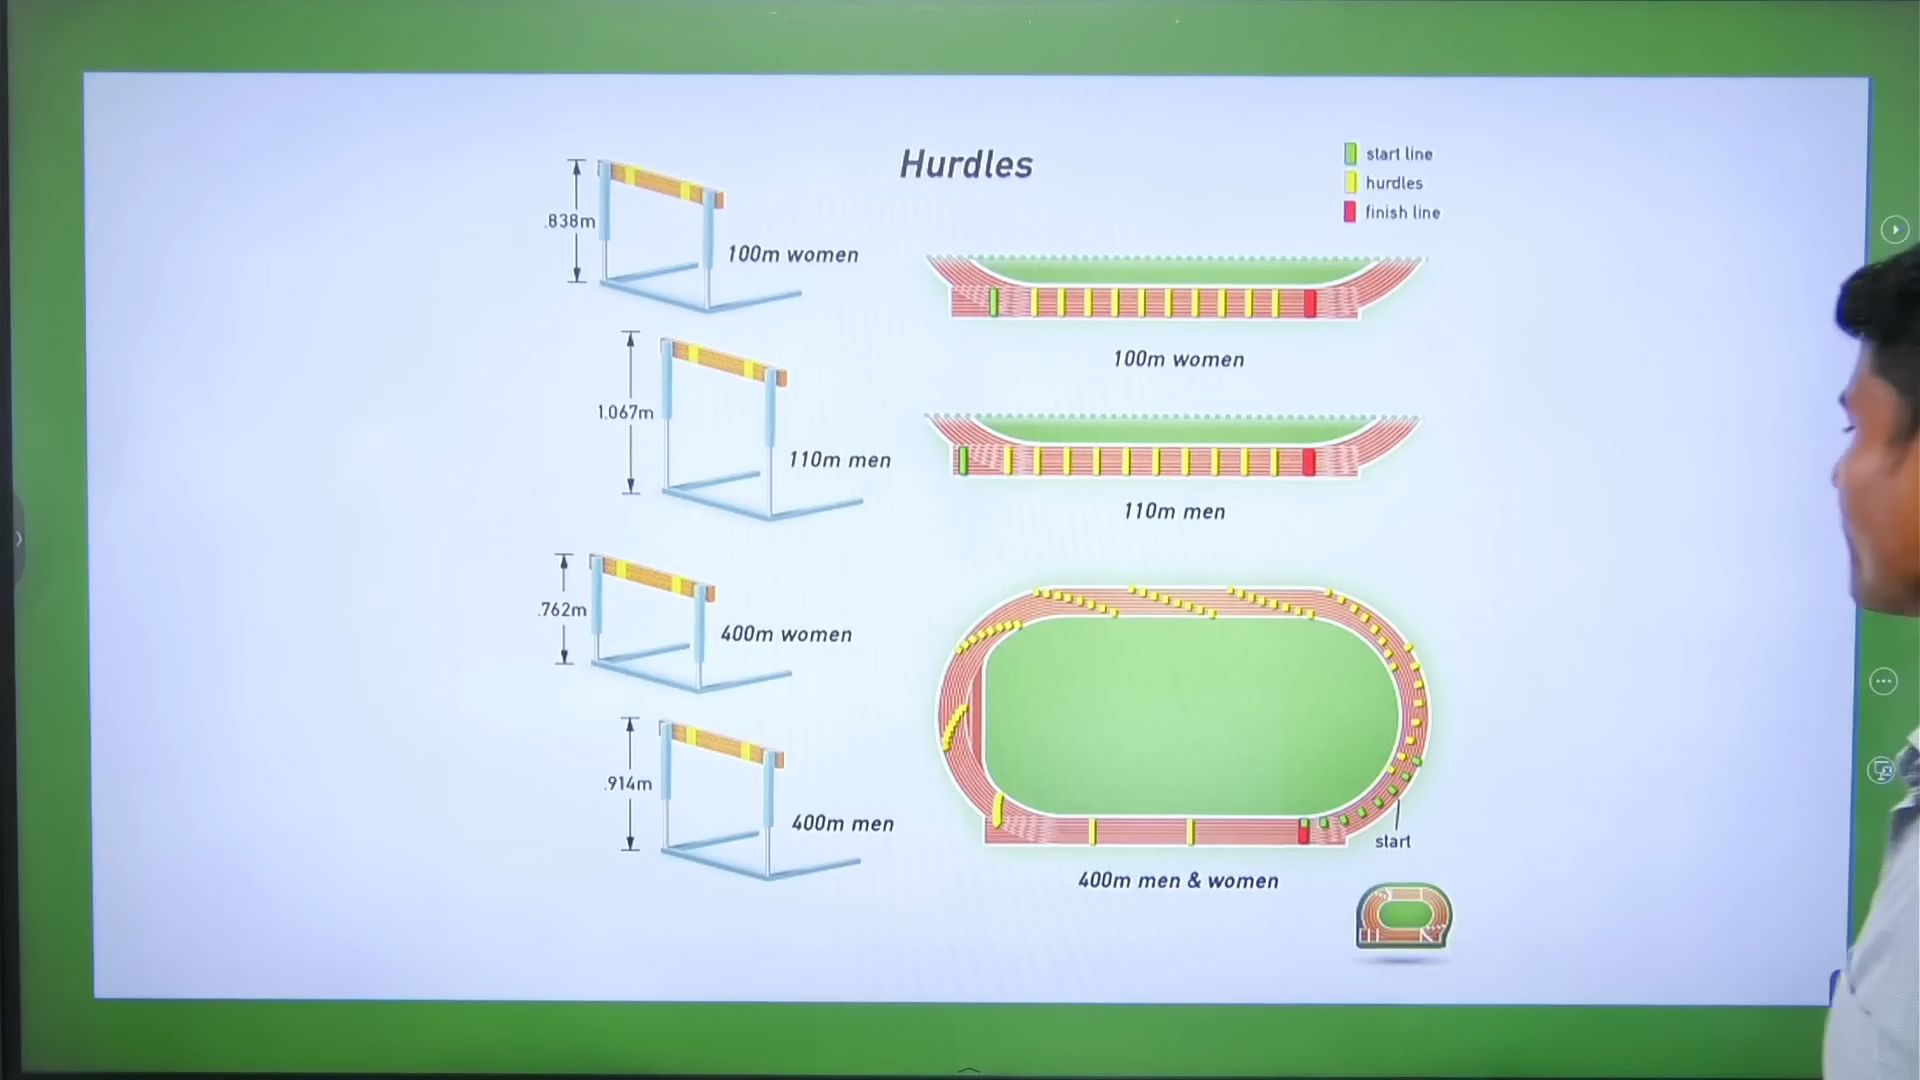 Hurdles
start line
hurdles
finish line
.838m
100m women
1.067m
110m men
.762m
400m women
.914m
400m men
100m women
110m men
start
400m men & women